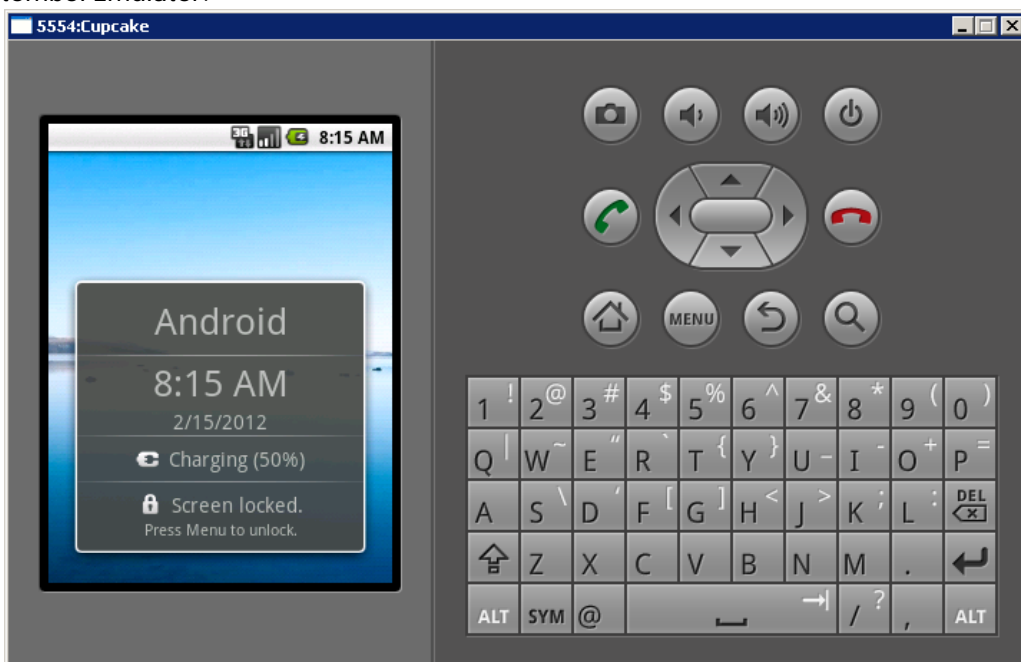 5554:Cupcake
3G 8:15 AM
Android
8:15 AM
2/15/2012
Charging (50%)
Screen locked.
Press Menu to unlock.
MENU
1 ! 2 @ 3 # 4 $ 5 % 6 ^ 7 & 8 * 9 ( 0 )
Q | W ~ E " R ` T { Y } U _ I - O + P =
A S \ D ' F [ G ] H < J > K ; L : DEL
Z X C V B N M .
ALT SYM @ / ? , ALT